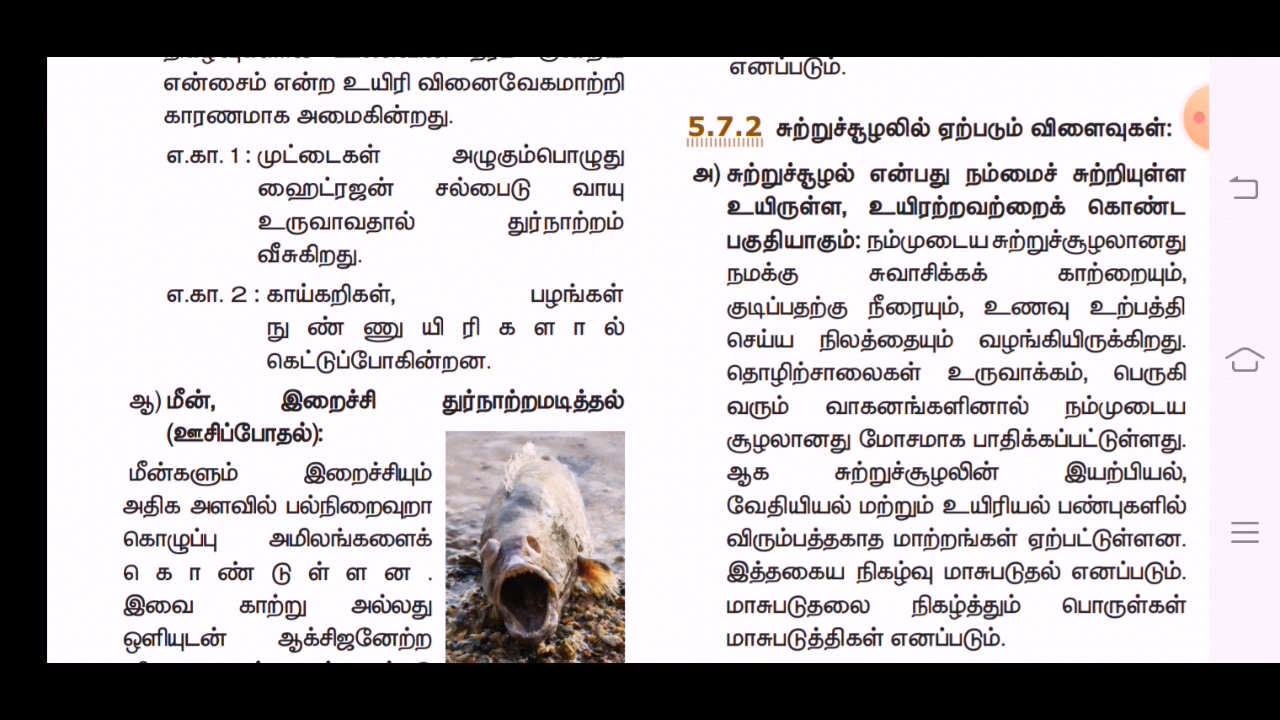 என்சைம் என்ற உயிரி வினைவேகமாற்றி
காரணமாக அமைகின்றது.
எ.கா. 1 : முட்டைகள் அழுகும்பொழுது
ஹைட்ரஜன் சல்பைடு வாயு
உருவாவதால் துர்நாற்றம்
வீசுகிறது.
எ.கா. 2 : காய்கறிகள், பழங்கள்
நு ண் ணு யி ரி க ளா ல்
கெட்டுப்போகின்றன.
ஆ) மீன், இறைச்சி துர்நாற்றமடித்தல்
(ஊசிப்போதல்):
மீன்களும் இறைச்சியும்
அதிக அளவில் பல்நிறைவுறா
கொழுப்பு அமிலங்களைக்
கொ ண் டு ள் ள ன .
இவை காற்று அல்லது
ஒளியுடன் ஆக்சிஜனேற்ற
எனப்படும்.
5.7.2 சுற்றுச்சூழலில் ஏற்படும் விளைவுகள்:
அ) சுற்றுச்சூழல் என்பது நம்மைச் சுற்றியுள்ள
உயிருள்ள, உயிரற்றவற்றைக் கொண்ட
பகுதியாகும்: நம்முடைய சுற்றுச்சூழலானது
நமக்கு சுவாசிக்கக் காற்றையும்,
குடிப்பதற்கு நீரையும், உணவு உற்பத்தி
செய்ய நிலத்தையும் வழங்கியிருக்கிறது.
தொழிற்சாலைகள் உருவாக்கம், பெருகி
வரும் வாகனங்களினால் நம்முடைய
சூழலானது மோசமாக பாதிக்கப்பட்டுள்ளது.
ஆக சுற்றுச்சூழலின் இயற்பியல்,
வேதியியல் மற்றும் உயிரியல் பண்புகளில்
விரும்பத்தகாத மாற்றங்கள் ஏற்பட்டுள்ளன.
இத்தகைய நிகழ்வு மாசுபடுதல் எனப்படும்.
மாசுபடுதலை நிகழ்த்தும் பொருள்கள்
மாசுபடுத்திகள் எனப்படும்.